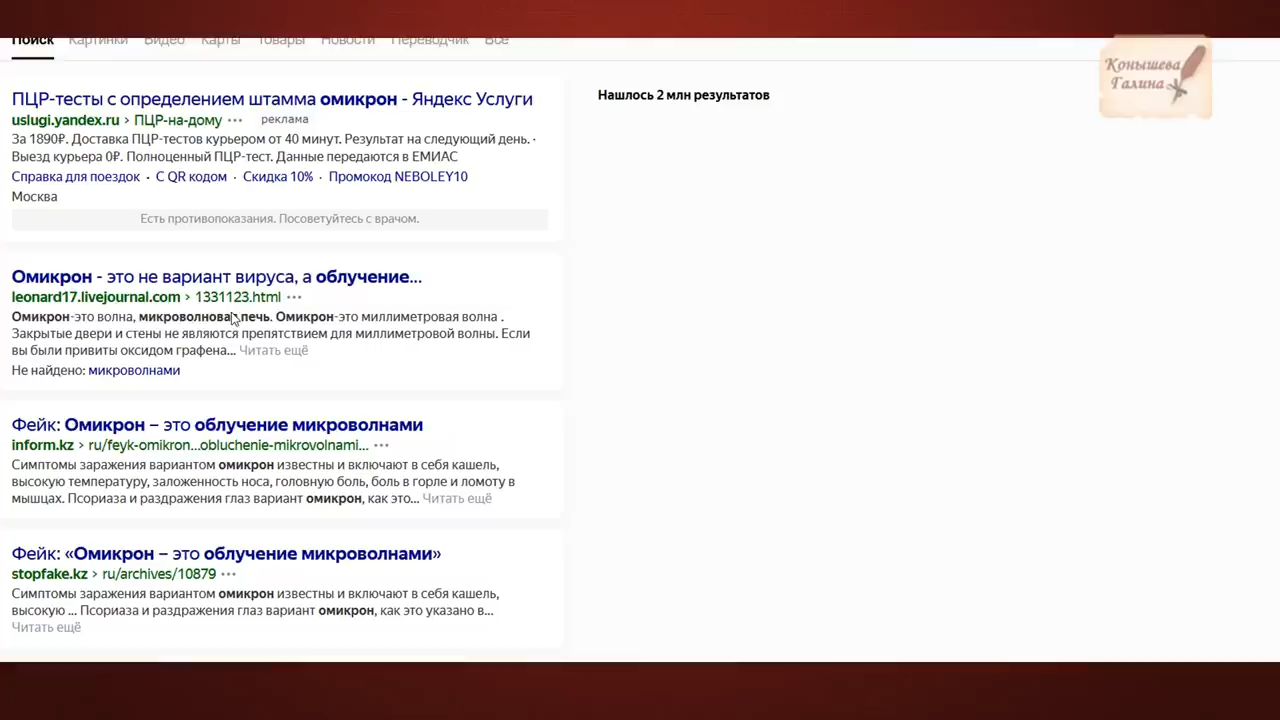 Поиск Картинки Видео Карты Товары Новости Переводчик Все
Конышева
Галина
ПЦР-тесты с определением штамма омикрон - Яндекс Услуги
uslugi.yandex.ru › ПЦР-на-дому ··· реклама
За 1890₽. Доставка ПЦР-тестов курьером от 40 минут. Результат на следующий день. ·
Выезд курьера 0₽. Полноценный ПЦР-тест. Данные передаются в ЕМИАС
Справка для поездок · С QR кодом · Скидка 10% · Промокод NEBOLEY10
Москва
Есть противопоказания. Посоветуйтесь с врачом.
Нашлось 2 млн результатов
Омикрон - это не вариант вируса, а облучение...
leonard17.livejournal.com › 1331123.html ···
Омикрон-это волна, микроволновая печь. Омикрон-это миллиметровая волна .
Закрытые двери и стены не являются препятствием для миллиметровой волны. Если
вы были привиты оксидом графена... Читать ещё
Не найдено: микроволнами
Фейк: Омикрон – это облучение микроволнами
inform.kz › ru/feyk-omikron...obluchenie-mikrovolnami... ···
Симптомы заражения вариантом омикрон известны и включают в себя кашель,
высокую температуру, заложенность носа, головную боль, боль в горле и ломоту в
мышцах. Псориаза и раздражения глаз вариант омикрон, как это... Читать ещё
Фейк: «Омикрон – это облучение микроволнами»
stopfake.kz › ru/archives/10879 ···
Симптомы заражения вариантом омикрон известны и включают в себя кашель,
высокую ... Псориаза и раздражения глаз вариант омикрон, как это указано в...
Читать ещё